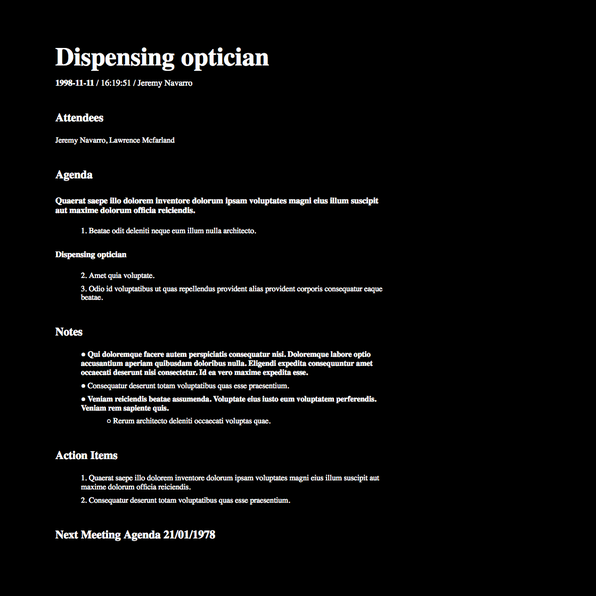 Dispensing optician
1998-11-11 / 16:19:51 / Jeremy Navarro
Attendees
Jeremy Navarro, Lawrence Mcfarland
Agenda
Quaerat saepe illo dolorem inventore dolorum ipsam voluptates magni eius illum suscipit
aut maxime dolorum officia reiciendis.
1. Beatae odit deleniti neque eum illum nulla architecto.
Dispensing optician
2. Amet quia voluptate.
3. Odio id voluptatibus ut quas repellendus provident alias provident corporis consequatur eaque
beatae.
Notes
● Qui doloremque facere autem perspiciatis consequatur nisi. Doloremque labore optio
accusantium aperiam quibusdam doloribus nulla. Eligendi expedita consequuntur amet
occaecati deserunt nisi consectetur. Id ea vero maxime expedita esse.
● Consequatur deserunt totam voluptatibus quas esse praesentium.
● Veniam reiciendis beatae assumenda. Voluptate eius iusto eum voluptatem perferendis.
Veniam rem sapiente quis.
○ Rerum architecto deleniti occaecati voluptas quae.
Action Items
1. Quaerat saepe illo dolorem inventore dolorum ipsam voluptates magni eius illum suscipit aut
maxime dolorum officia reiciendis.
2. Consequatur deserunt totam voluptatibus quas esse praesentium.
Next Meeting Agenda 21/01/1978